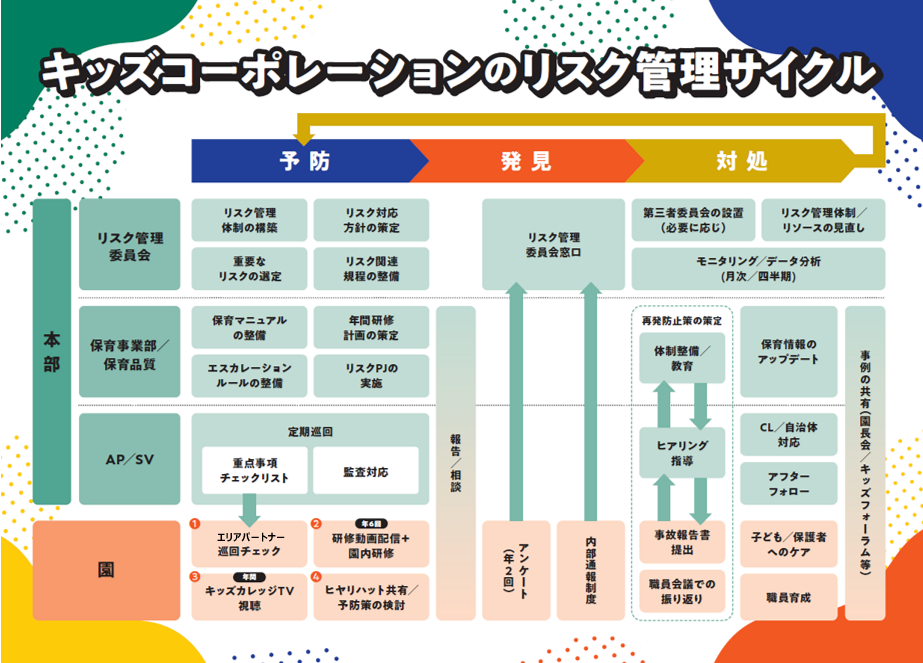 キッズコーポレーションのリスク管理サイクル
予防
発見
対処
本部
リスク管理
委員会
リスク管理
体制の構築
リスク対応
方針の策定
重要な
リスクの選定
リスク関連
規程の整備
リスク管理
委員会窓口
第三者委員会の設置
(必要に応じ)
リスク管理体制／
リソースの見直し
モニタリング／データ分析
(月次／四半期)
保育事業部／
保育品質
保育マニュアル
の整備
年間研修
計画の策定
エスカレーション
ルールの整備
リスクPJの
実施
報告／相談
再発防止策の策定
体制整備／
教育
保育情報の
アップデート
事例の共有(園長会／キッズフォーラム等)
AP／SV
定期巡回
重点事項
チェックリスト
監査対応
ヒアリング
指導
CL／自治体
対応
アフター
フォロー
園
1
エリアパートナー
巡回チェック
2
年6回
研修動画配信+
園内研修
3
年間
キッズカレッジTV
視聴
4
ヒヤリハット共有／
予防策の検討
アンケート
(年2回)
内部通報制度
事故報告書
提出
職員会議での
振り返り
子ども／保護者
へのケア
職員育成